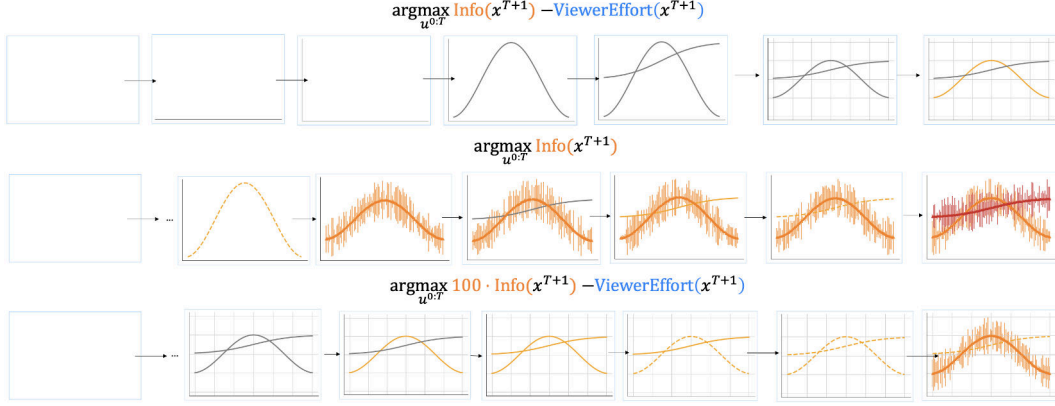 argmax Info(x^{T+1}) −ViewerEffort(x^{T+1})
u^{0:T}
argmax Info(x^{T+1})
u^{0:T}
...
argmax 100 · Info(x^{T+1}) −ViewerEffort(x^{T+1})
u^{0:T}
...